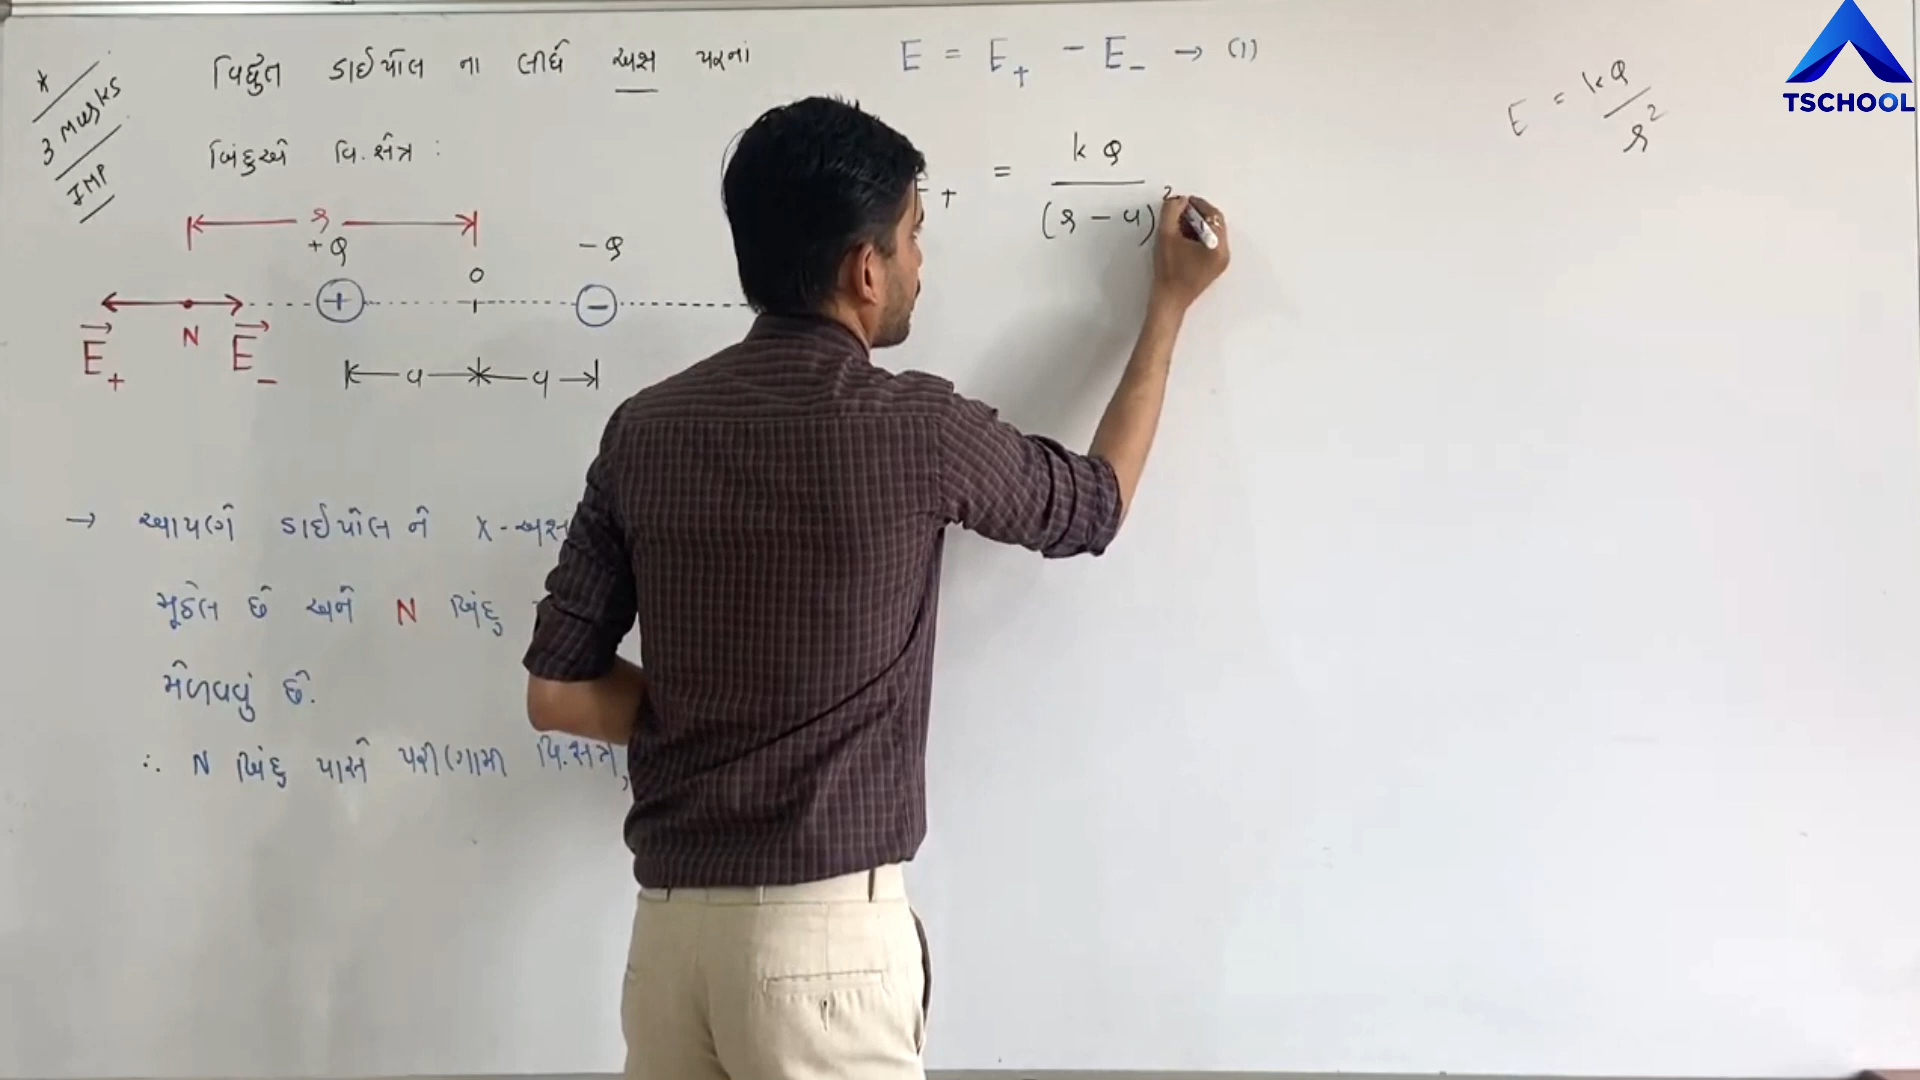 *
3 Marks
IMP
વિદ્યુત ડાઈપોલ ના લીધે અક્ષ પરનાં
બિંદુએ વિ.ક્ષેત્ર :
r
+Q
-Q
O
+
-
N
E₊
E₋
a
a
→ આપણે ડાઈપોલ ને X-અક્ષ
મૂકેલ છે અને N બિંદુ
મેળવવું છે.
∴ N બિંદુ પાસે પરીણામી વિ.ક્ષેત્ર,
E = E₊ - E₋ → (1)
₊ = kQ / (r - a)²
E = kQ / r²
TSCHOOL